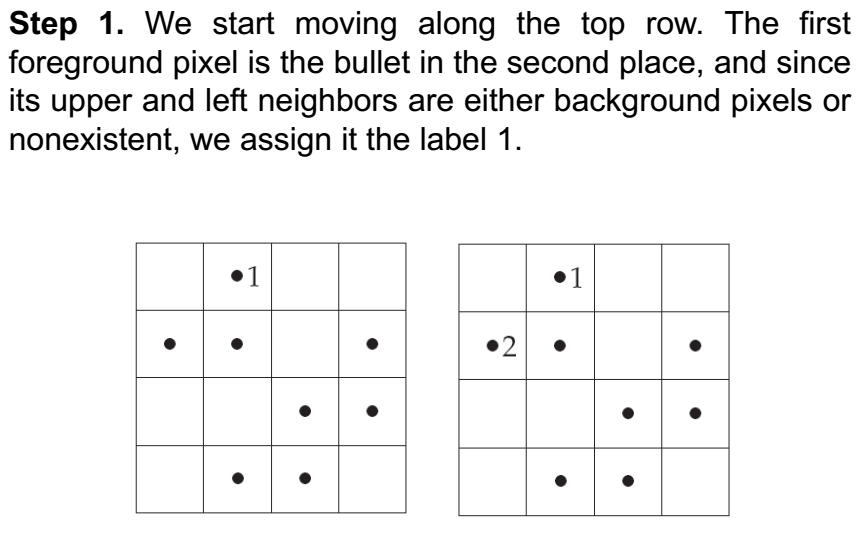 Step 1. We start moving along the top row. The first
foreground pixel is the bullet in the second place, and since
its upper and left neighbors are either background pixels or
nonexistent, we assign it the label 1.
•1 •1
• • • •2 • •
• • • •
• • • •